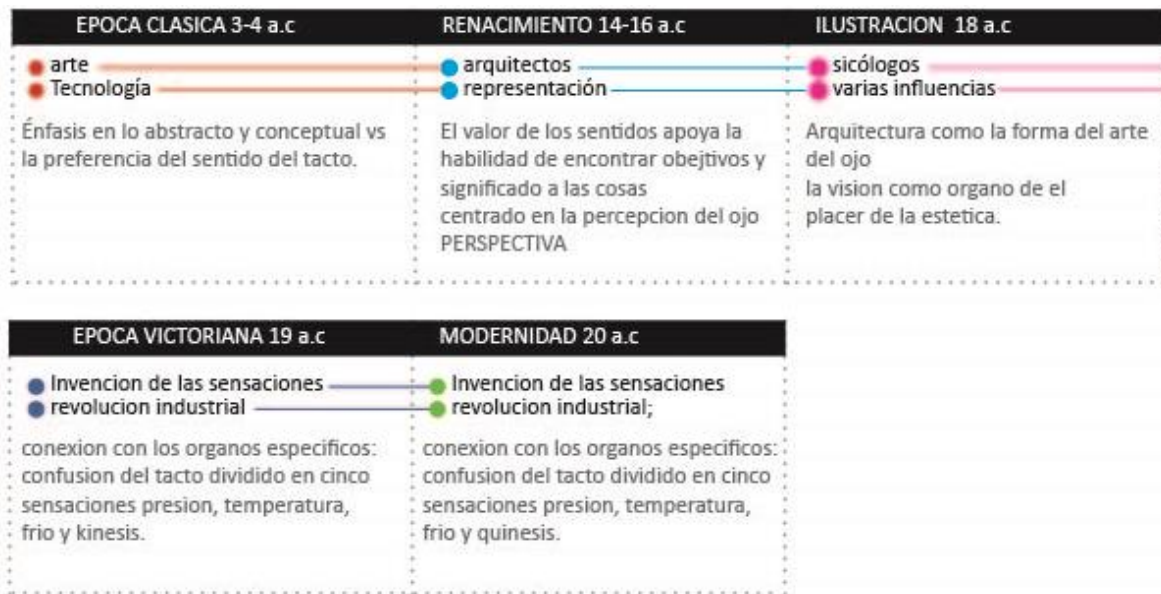 EPOCA CLASICA 3-4 a.c
arte
Tecnología
Énfasis en lo abstracto y conceptual vs
la preferencia del sentido del tacto.
RENACIMIENTO 14-16 a.c
arquitectos
representación
El valor de los sentidos apoya la
habilidad de encontrar obejtivos y
significado a las cosas
centrado en la percepcion del ojo
PERSPECTIVA
ILUSTRACION 18 a.c
sicólogos
varias influencias
Arquitectura como la forma del arte
del ojo
la vision como organo de el
placer de la estetica.
EPOCA VICTORIANA 19 a.c
Invencion de las sensaciones
revolucion industrial
conexion con los organos especificos:
confusion del tacto dividido en cinco
sensaciones presion, temperatura,
frio y kinesis.
MODERNIDAD 20 a.c
Invencion de las sensaciones
revolucion industrial;
conexion con los organos especificos:
confusion del tacto dividido en cinco
sensaciones presion, temperatura,
frio y quinesis.